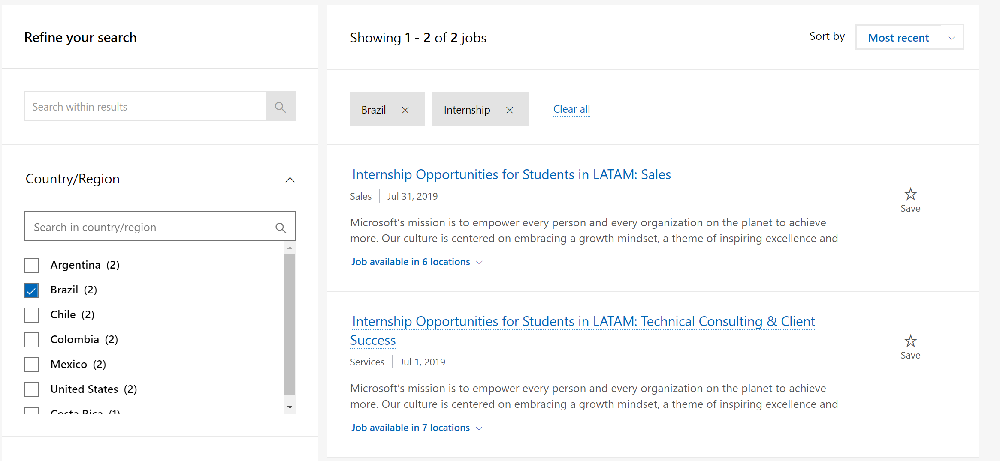 Refine your search
Search within results
Country/Region
Search in country/region
Argentina (2)
Brazil (2)
Chile (2)
Colombia (2)
Mexico (2)
United States (2)
Costa Rica (1)
Showing 1 - 2 of 2 jobs
Sort by
Most recent
Brazil
Internship
Clear all
Internship Opportunities for Students in LATAM: Sales
Sales
Jul 31, 2019
Save
Microsoft’s mission is to empower every person and every organization on the planet to achieve
more. Our culture is centered on embracing a growth mindset, a theme of inspiring excellence and
Job available in 6 locations
Internship Opportunities for Students in LATAM: Technical Consulting & Client
Success
Services
Jul 1, 2019
Save
Microsoft’s mission is to empower every person and every organization on the planet to achieve
more. Our culture is centered on embracing a growth mindset, a theme of inspiring excellence and
Job available in 7 locations